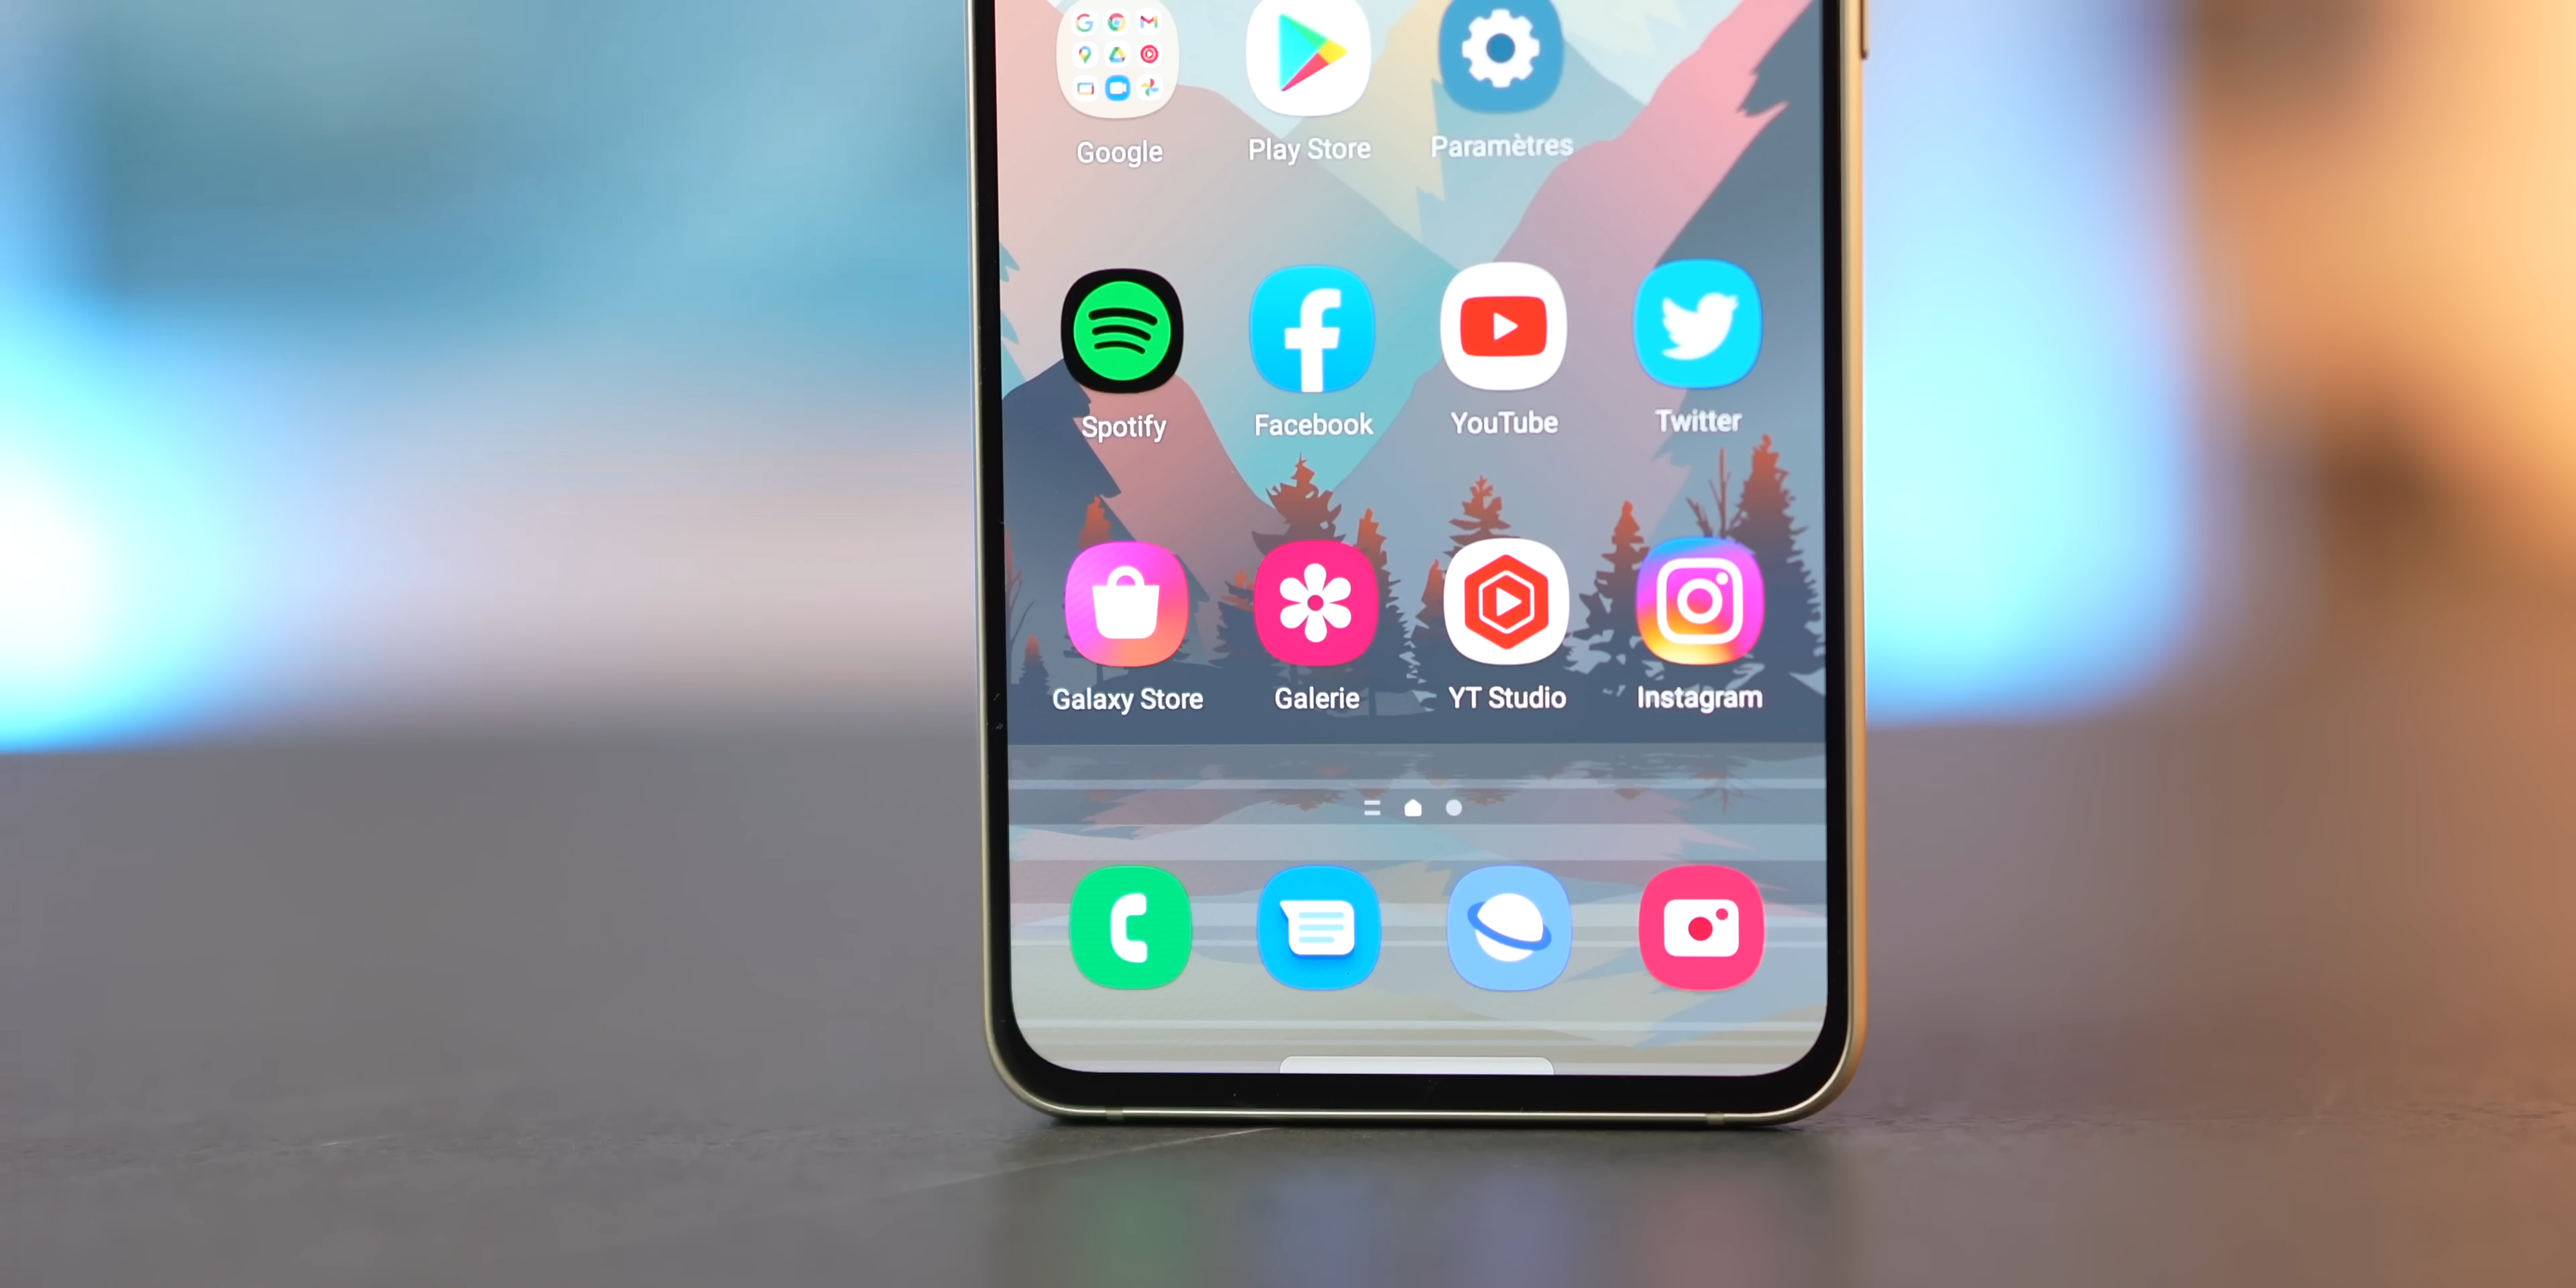 Google
Play Store
Paramètres
Spotify
Facebook
YouTube
Twitter
Galaxy Store
Galerie
YT Studio
Instagram